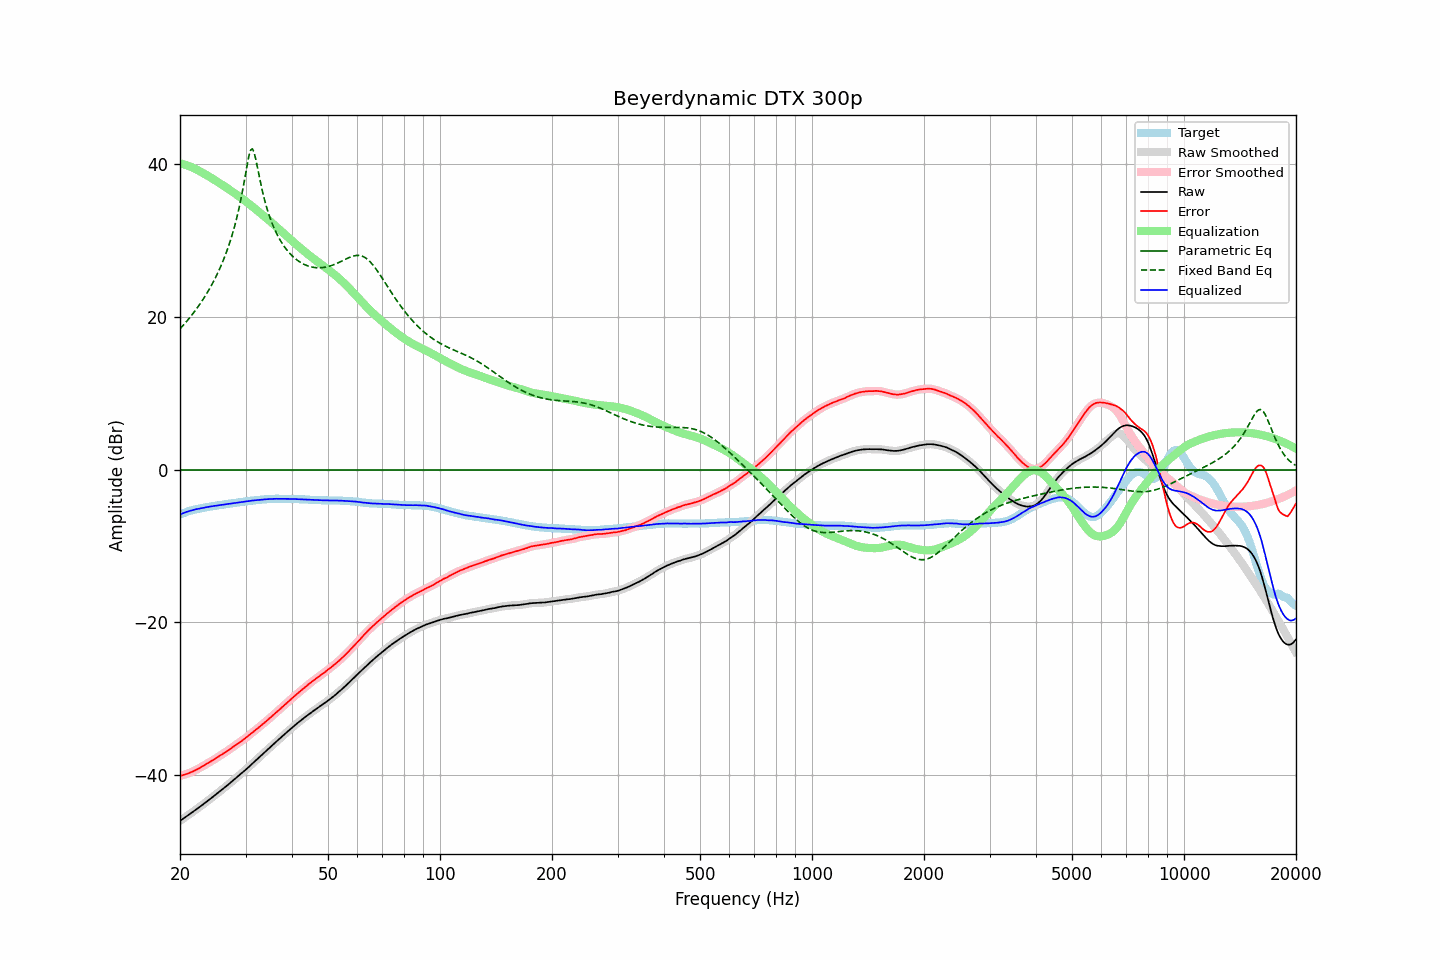 Beyerdynamic DTX 300p
Target
Raw Smoothed
Error Smoothed
Raw
Error
Equalization
Parametric Eq
Fixed Band Eq
Equalized
40
20
0
−20
−40
Amplitude (dBr)
20
50
100
200
500
1000
2000
5000
10000
20000
Frequency (Hz)